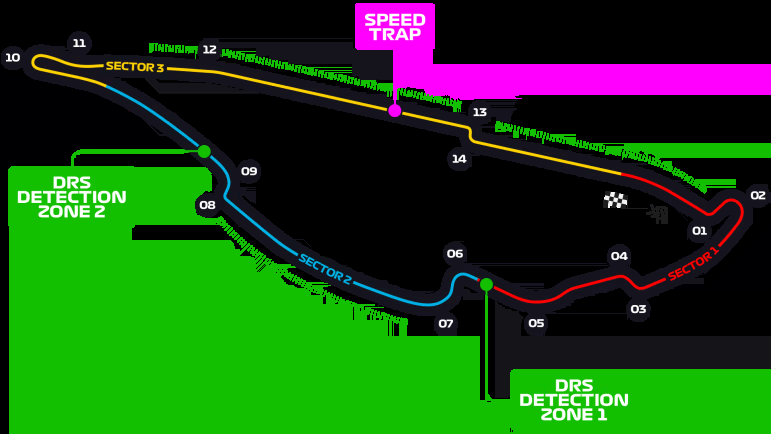 SPEED
TRAP
11
12
10
SECTOR 3
13
14
09
DRS
DETECTION
ZONE 2
08
02
01
SECTOR 1
06
04
SECTOR 2
03
07
05
DRS
DETECTION
ZONE 1